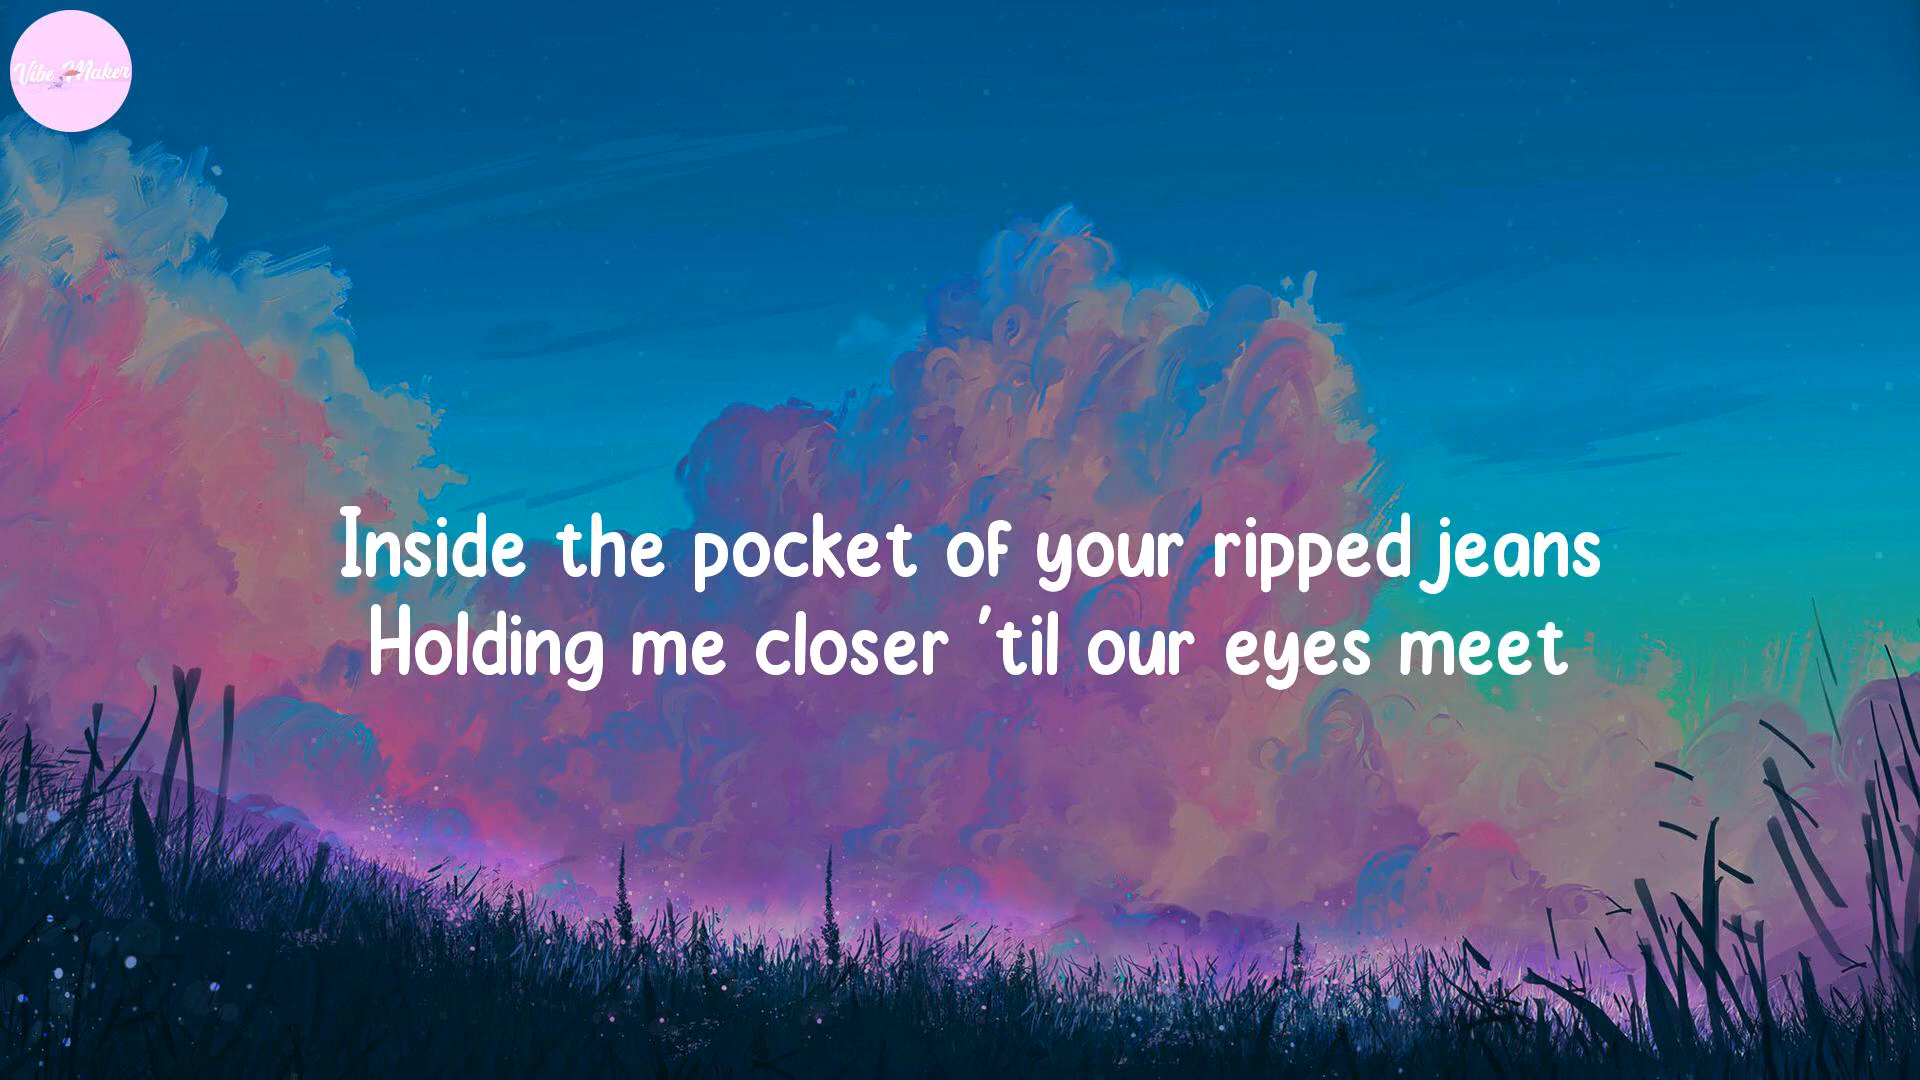 Vibe Maker
Inside the pocket of your ripped jeans
Holding me closer 'til our eyes meet